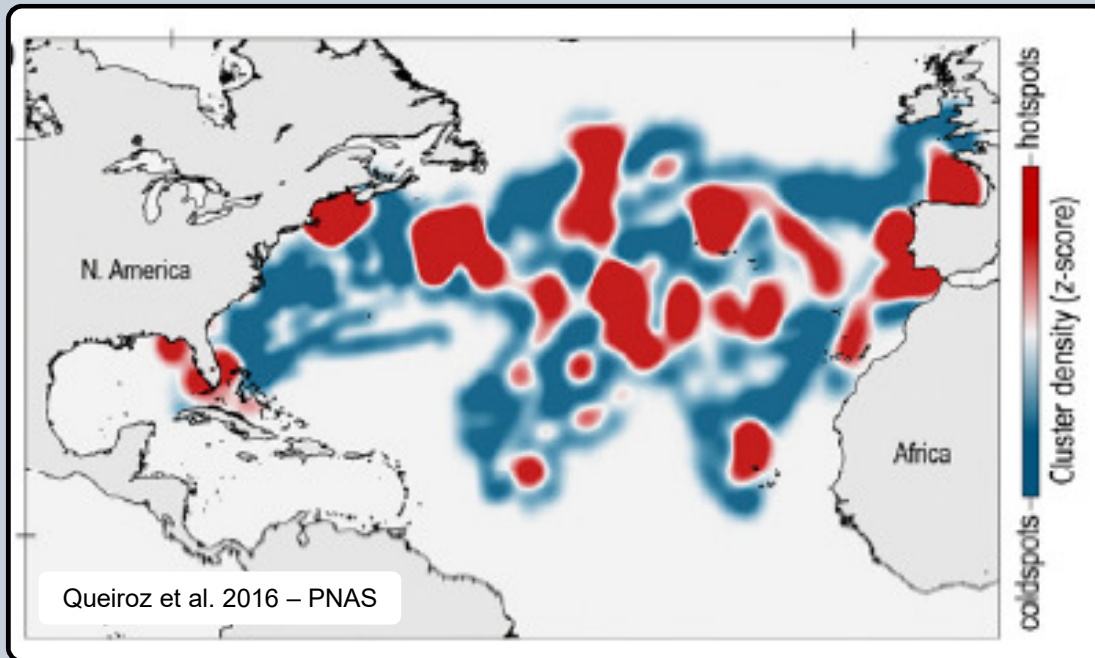 N. America
Africa
Queiroz et al. 2016 – PNAS
hotspots
Cluster density (z-score)
coldspots